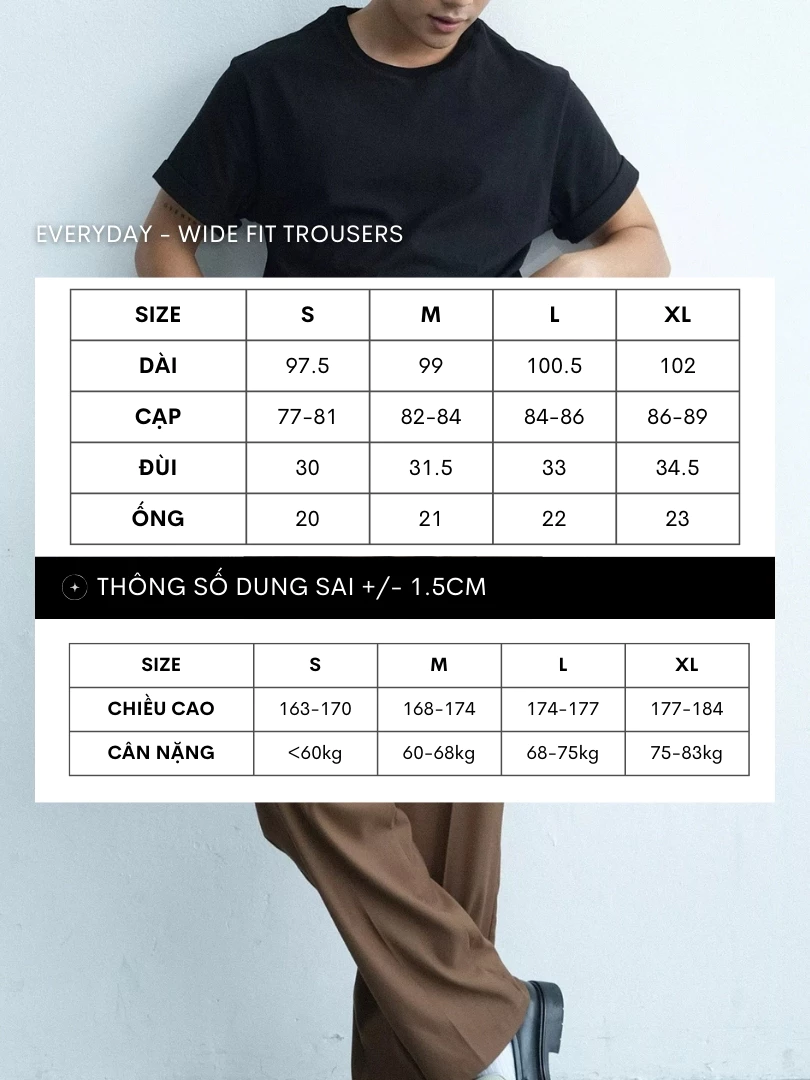 EVERYDAY - WIDE FIT TROUSERS
SIZE S M L XL
DÀI 97.5 99 100.5 102
CẠP 77-81 82-84 84-86 86-89
ĐÙI 30 31.5 33 34.5
ỐNG 20 21 22 23
THÔNG SỐ DUNG SAI +/- 1.5CM
SIZE S M L XL
CHIỀU CAO 163-170 168-174 174-177 177-184
CÂN NẶNG <60kg 60-68kg 68-75kg 75-83kg